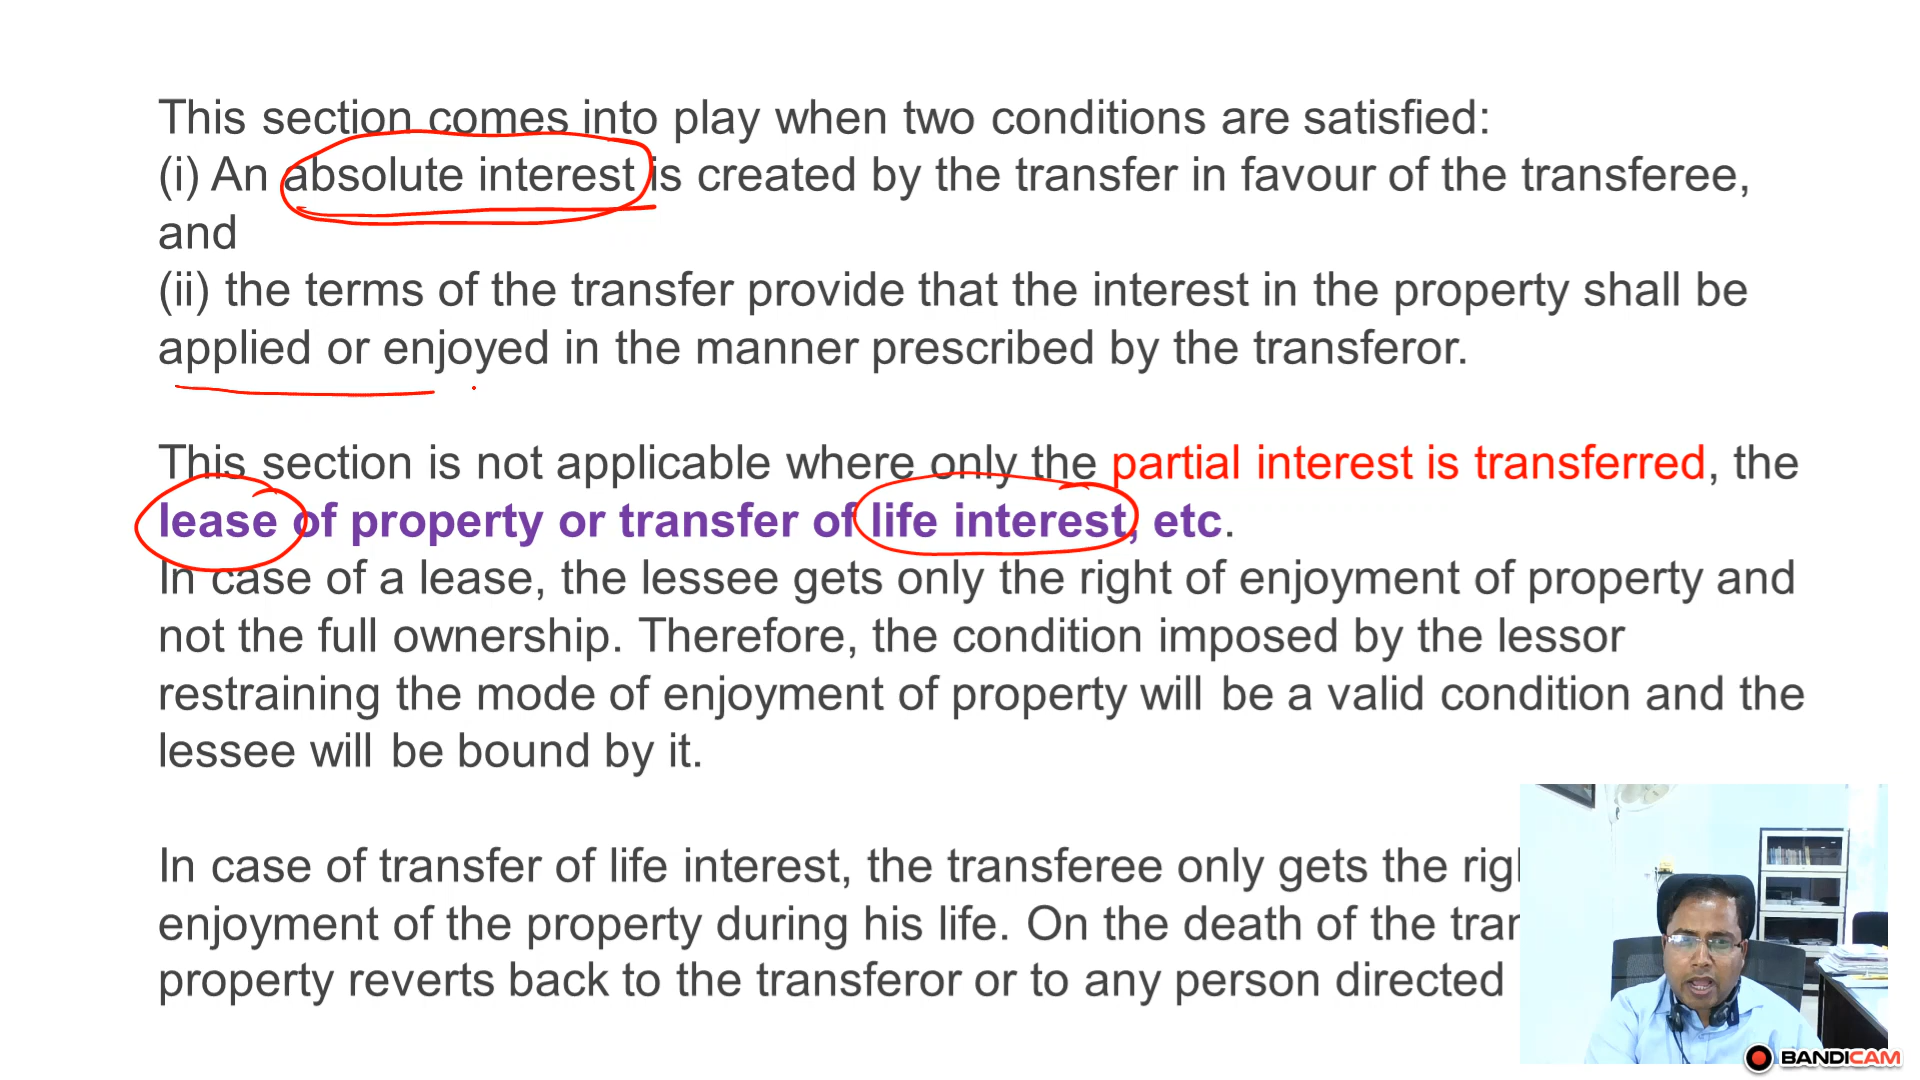 This section comes into play when two conditions are satisfied:
(i) An absolute interest is created by the transfer in favour of the transferee,
and
(ii) the terms of the transfer provide that the interest in the property shall be
applied or enjoyed in the manner prescribed by the transferor.
This section is not applicable where only the partial interest is transferred, the
lease of property or transfer of life interest, etc.
In case of a lease, the lessee gets only the right of enjoyment of property and
not the full ownership. Therefore, the condition imposed by the lessor
restraining the mode of enjoyment of property will be a valid condition and the
lessee will be bound by it.
In case of transfer of life interest, the transferee only gets the
enjoyment of the property during his life. On the death of the
property reverts back to the transferor or to any person directed
BANDICAM